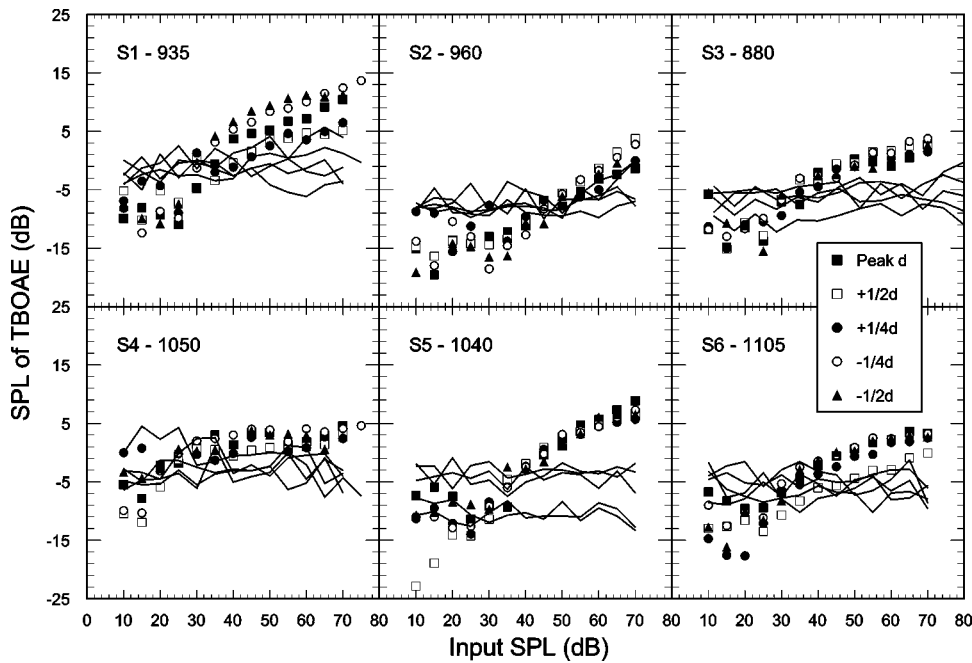 25
15
5
-5
-15
25
15
5
-5
-15
-25
SPL of TBOAE (dB)
S1 - 935
S2 - 960
S3 - 880
S4 - 1050
S5 - 1040
S6 - 1105
Peak d
+1/2d
+1/4d
-1/4d
-1/2d
0 10 20 30 40 50 60 70 80 10 20 30 40 50 60 70 80 10 20 30 40 50 60 70 80
Input SPL (dB)